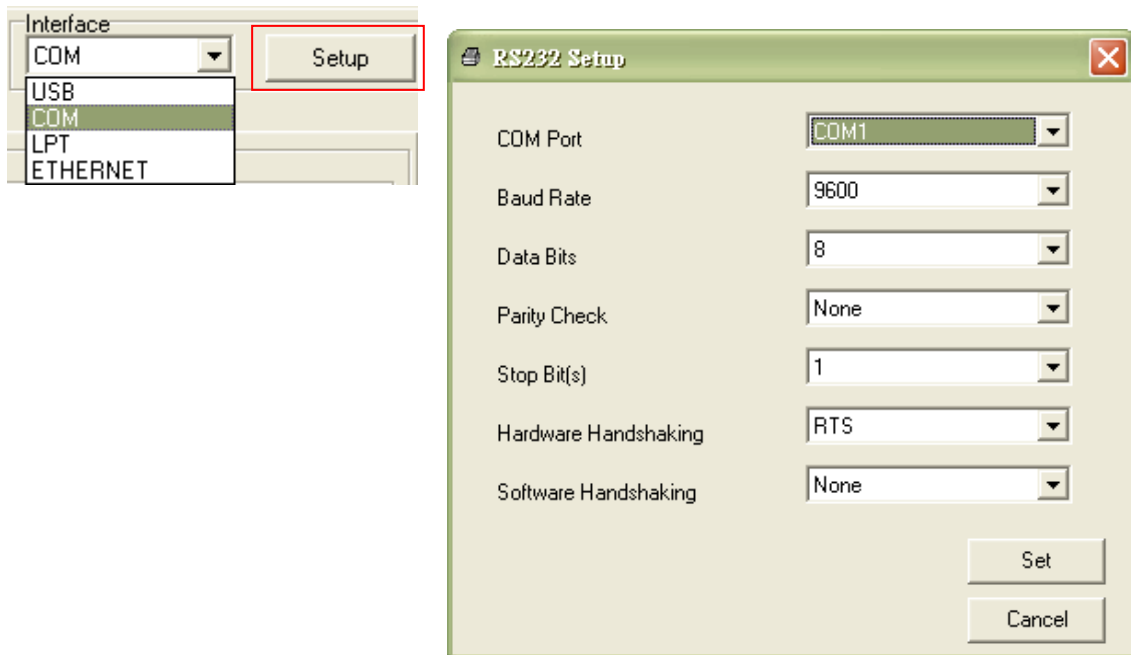 Interface
COM
Setup
USB
COM
LPT
ETHERNET
RS232 Setup
COM Port
COM1
Baud Rate
9600
Data Bits
8
Parity Check
None
Stop Bit(s)
1
Hardware Handshaking
RTS
Software Handshaking
None
Set
Cancel